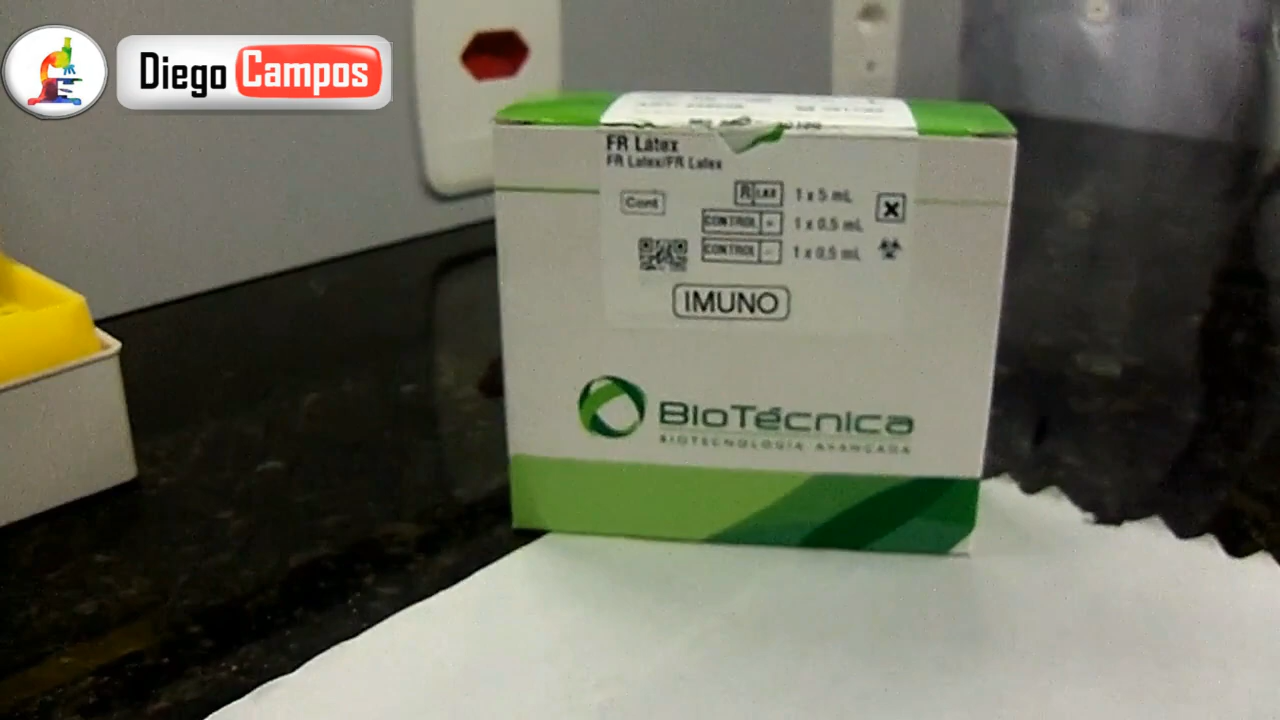 Diego Campos
FR Latex
FR Latex/FR Latex
Cont
R LAX 1 x 5 mL
CONTROL + 1 x 0,5 mL
CONTROL - 1 x 0,5 mL
IMUNO
BioTécnica
BIOTECNOLOGIA AVANÇADA